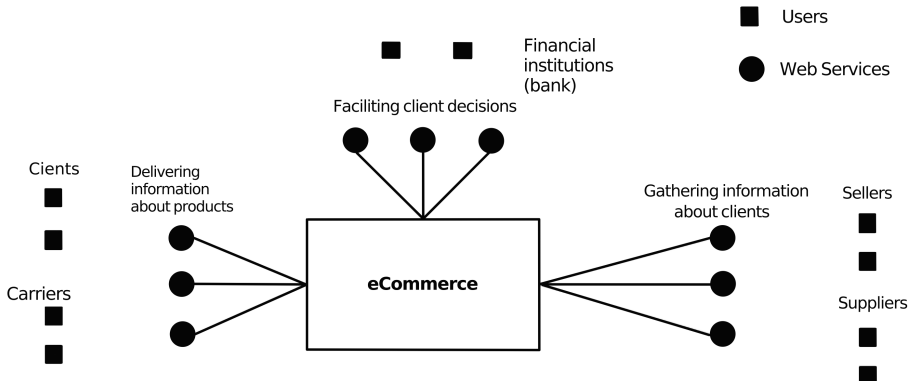 Users
Web Services
Financial
institutions
(bank)
Faciliting client decisions
Cients
Delivering
information
about products
Carriers
eCommerce
Gathering information
about clients
Sellers
Suppliers